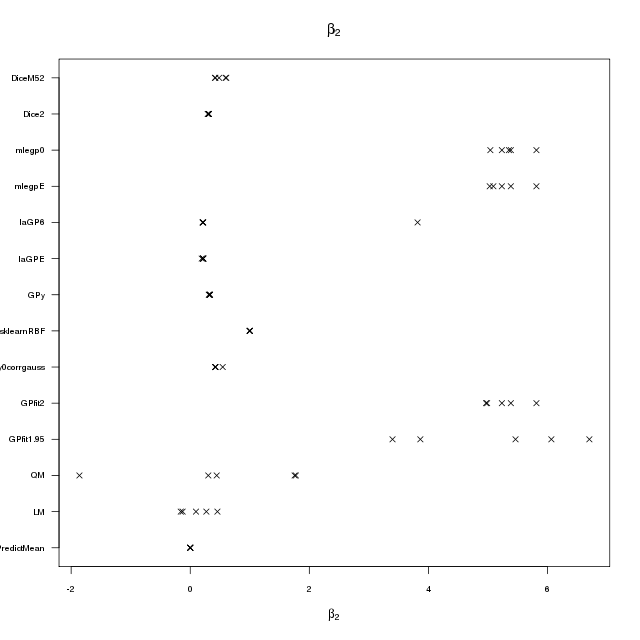 β2
DiceM52
Dice2
mlegp0
mlegpE
laGP6
laGPE
GPy
sklearnRBF
y0corrgauss
GPfit2
GPfit1.95
QM
LM
PredictMean
-2 0 2 4 6
β2